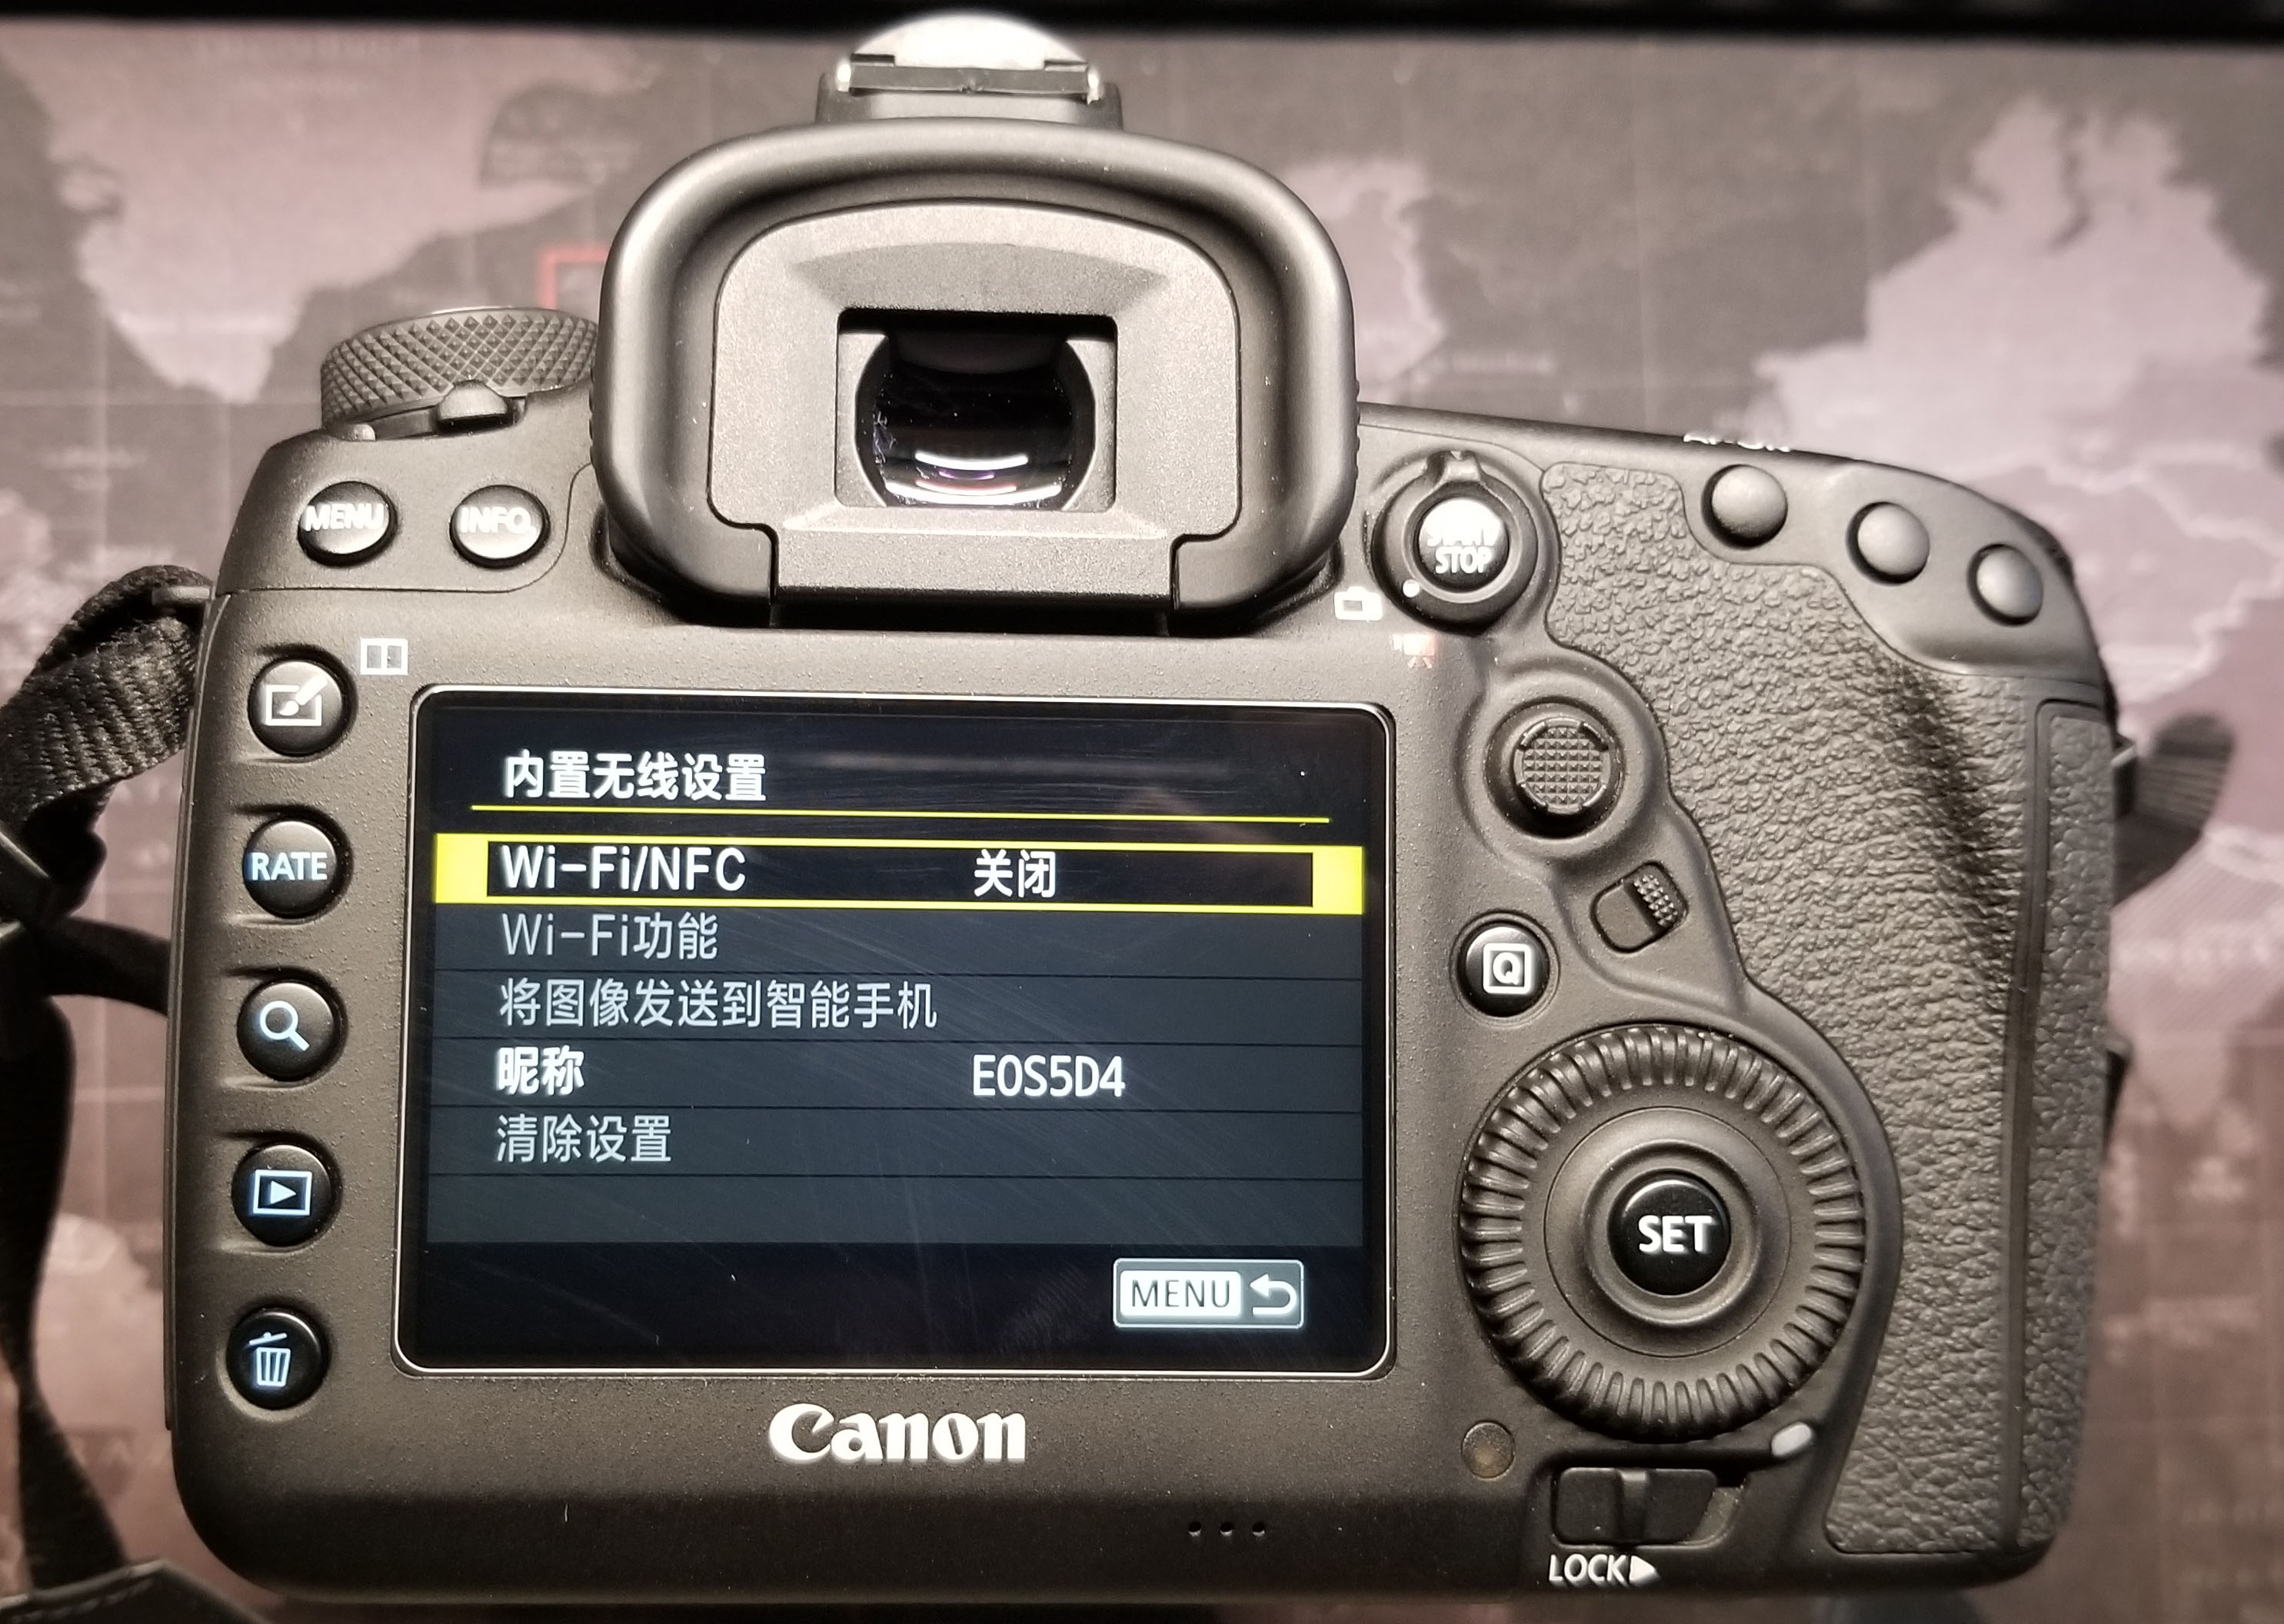 MENU
INFO
START/
STOP
RATE
内置无线设置
Wi-Fi/NFC 关闭
Wi-Fi功能
将图像发送到智能手机
昵称 EOS5D4
清除设置
MENU
Q
SET
Canon
LOCK▶